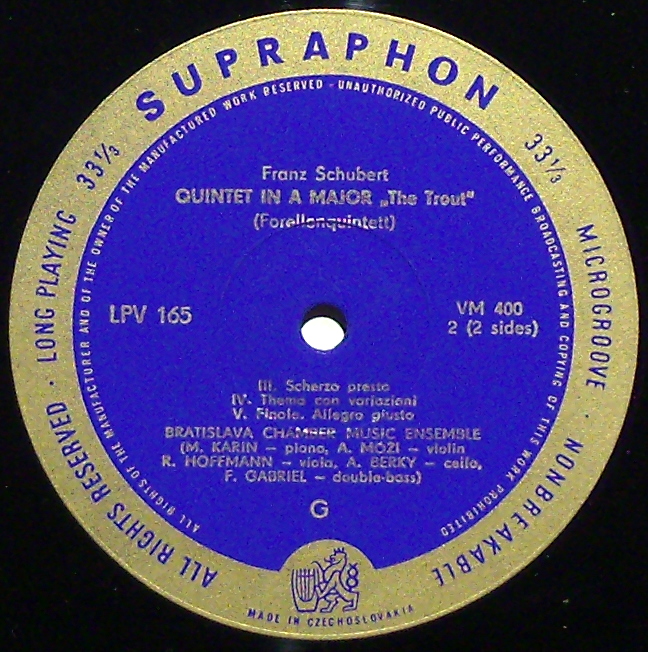 SUPRAPHON
33⅓
33⅓
LONG PLAYING
MICROGROOVE
ALL RIGHTS RESERVED
NONBREAKABLE
ALL RIGHTS OF THE MANUFACTURER AND OF THE OWNER OF THE MANUFACTURED WORK RESERVED - UNAUTHORIZED PUBLIC PERFORMANCE BROADCASTING AND COPYING OF THIS WORK PROHIBITED
Franz Schubert
QUINTET IN A MAJOR „The Trout"
(Forellenquintett)
LPV 165
VM 400
2 (2 sides)
III. Scherzo presto
IV. Thema con variazioni
V. Finale. Allegro giusto
BRATISLAVA CHAMBER MUSIC ENSEMBLE
(M. KARIN – piano, A. MÓZI – violin
R. HOFFMANN – viola, A. BERKY – cello,
F. GABRIEL – double-bass)
G
MADE IN CZECHOSLOVAKIA